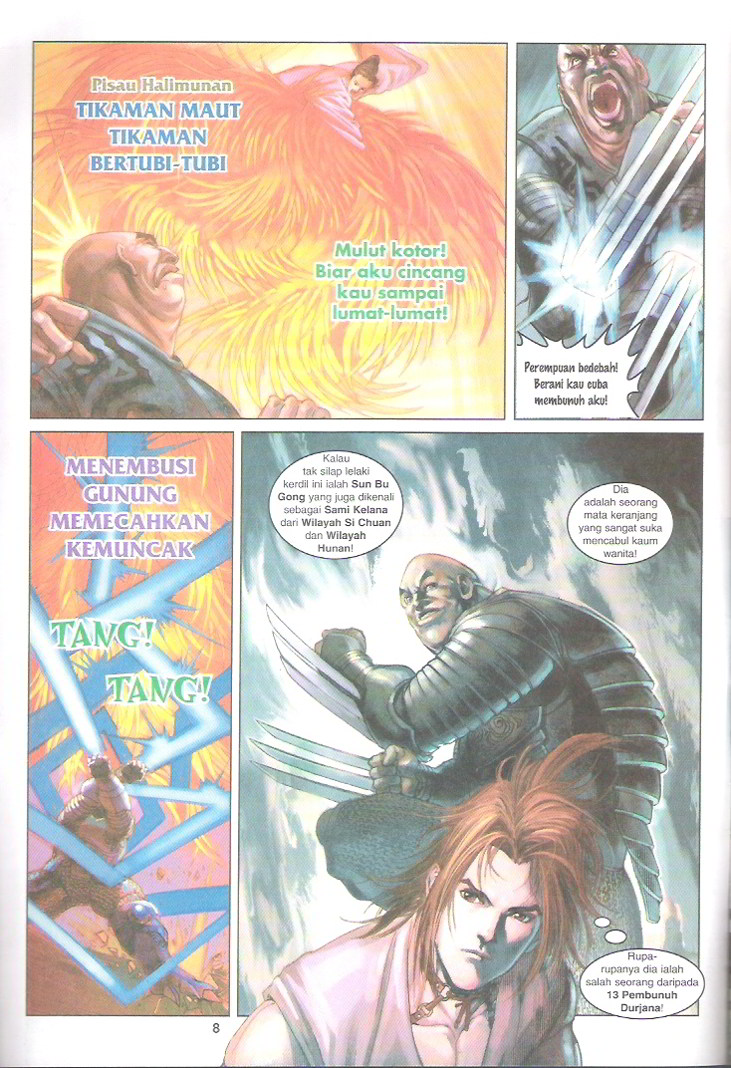 Pisau Halimunan
TIKAMAN MAUT
TIKAMAN
BERTUBI-TUBI
Mulut kotor!
Biar aku cincang
kau sampai
lumat-lumat!
Perempuan bedebah!
Berani kau cuba
membunuh aku!
MENEMBUSI
GUNUNG
MEMECAHKAN
KEMUNCAK
TANG!
TANG!
Kalau
tak silap lelaki
kerdil ini ialah Sun Bu
Gong yang juga dikenali
sebagai Sami Kelana
dari Wilayah Si Chuan
dan Wilayah
Hunan!
Dia
adalah seorang
mata keranjang
yang sangat suka
mencabul kaum
wanita!
Rupa-
rupanya dia ialah
salah seorang daripada
13 Pembunuh
Durjana!
8